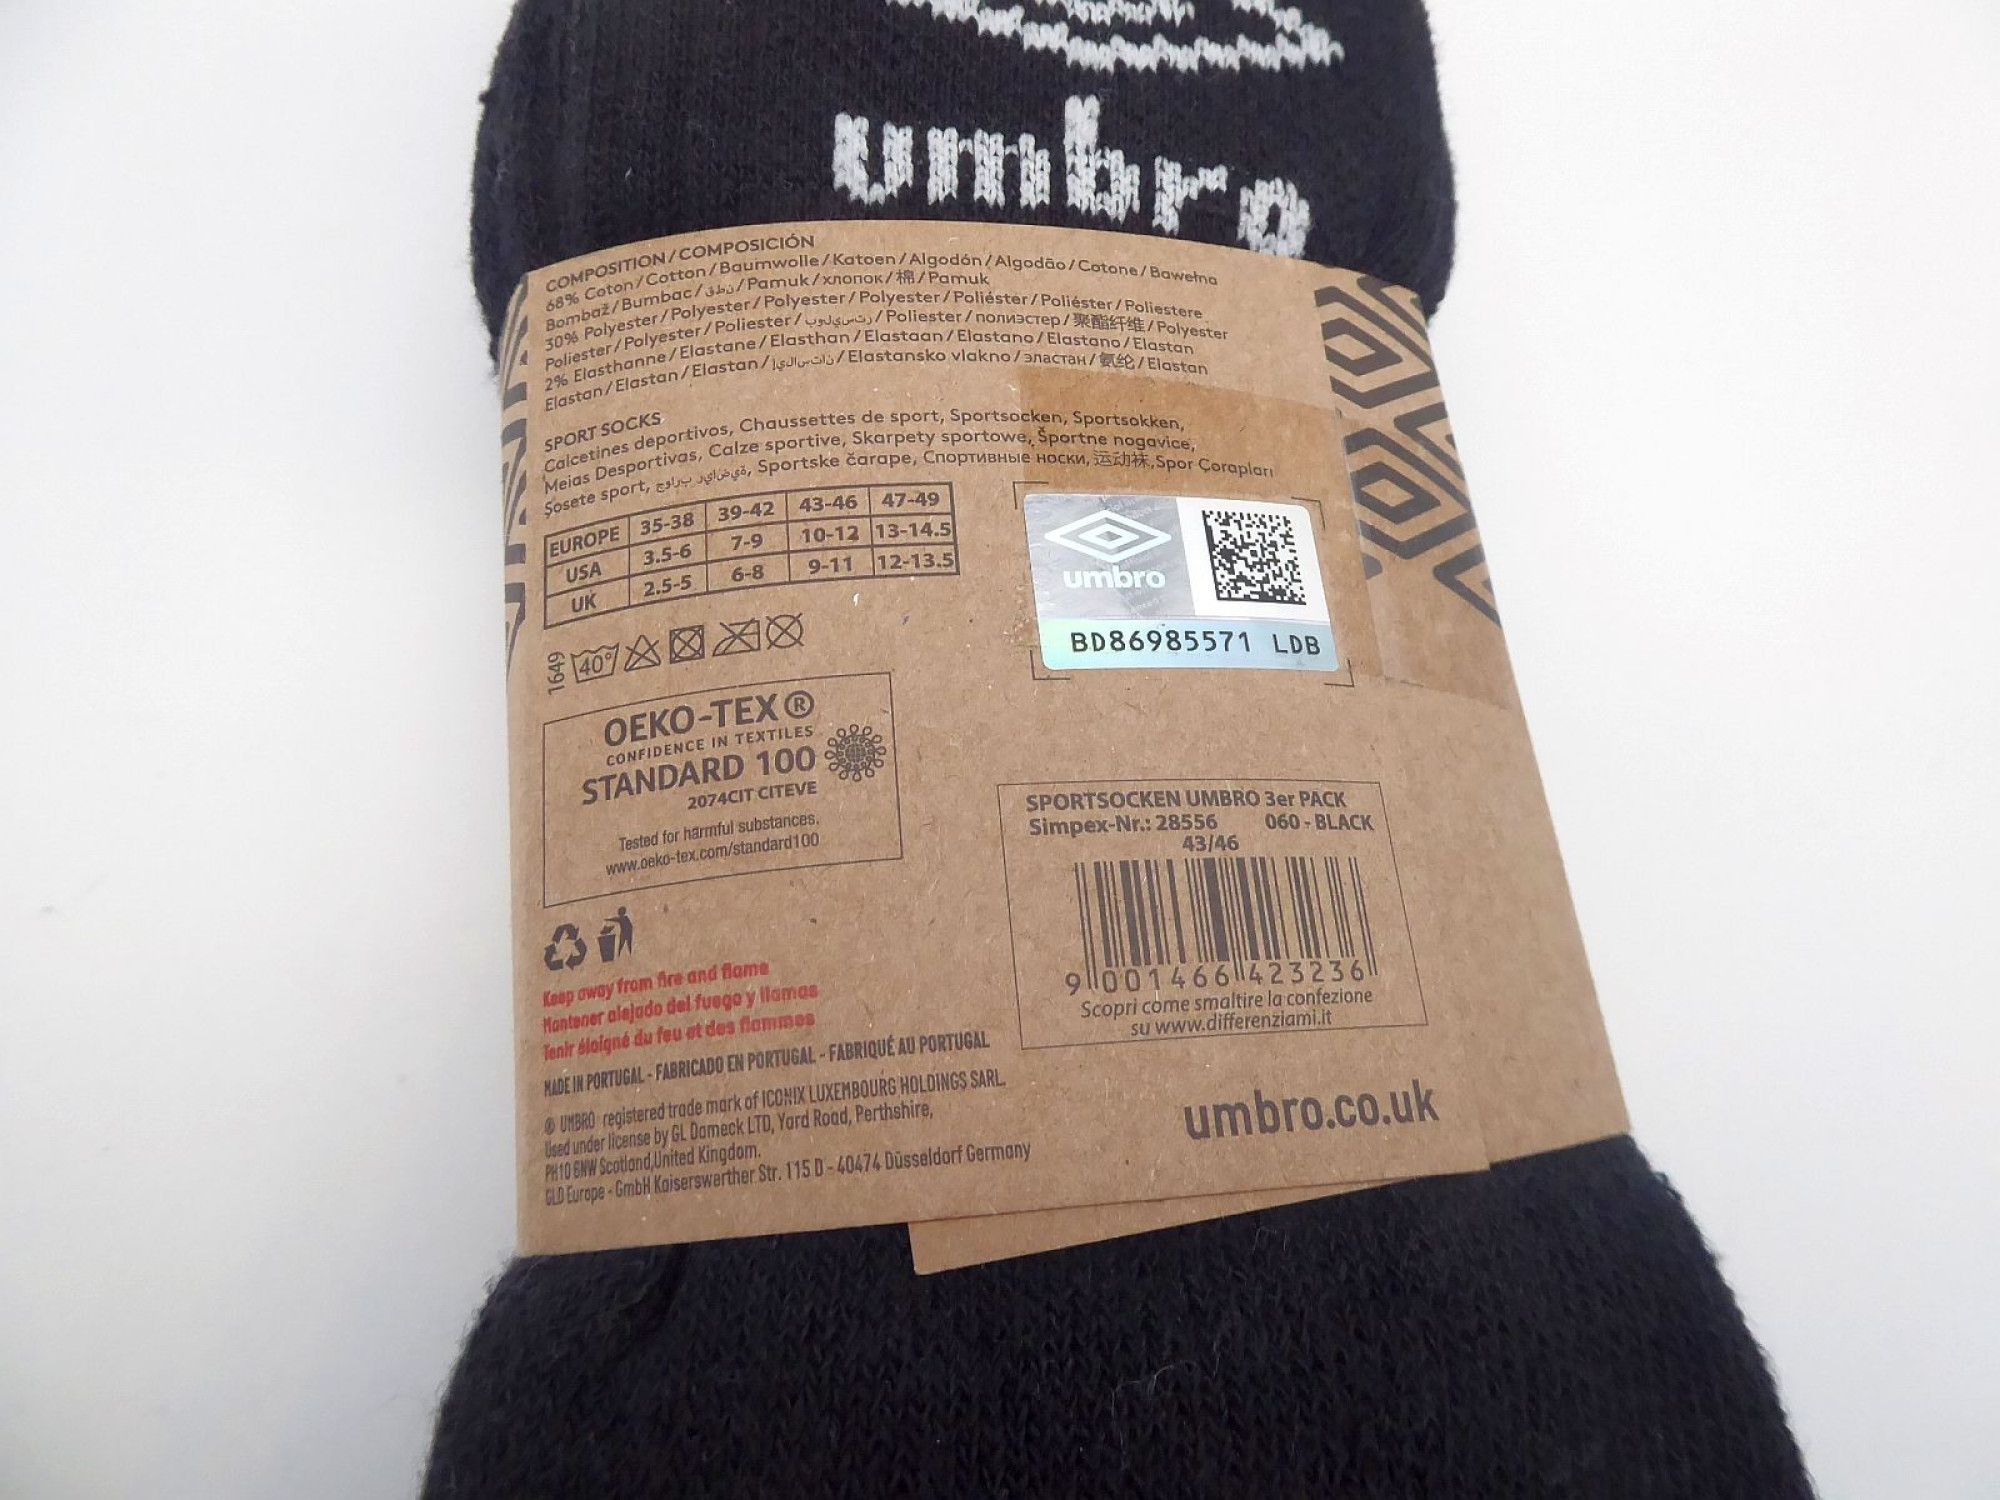 umbro
COMPOSITION/COMPOSICIÓN
68% Coton/Cotton/Baumwolle/Katoen/Algodón/Algodão/Cotone/Bawełna
Bombaž/Bumbac/قطن/Pamuk/хлопок/棉/Pamuk
30% Polyester/Polyester/Polyester/Polyester/Poliéster/Poliéster/Poliestere
Poliester/Polyester/Poliester/بوليستر/Poliester/полиэстер/聚酯纤维/Polyester
2% Elasthanne/Elastane/Elasthan/Elastaan/Elastano/Elastano/Elastan
Elastan/Elastan/Elastan/إيلاستان/Elastansko vlakno/эластан/氨纶/Elastan
SPORT SOCKS
Calcetines deportivos, Chaussettes de sport, Sportsocken, Sportsokken,
Meias Desportivas, Calze sportive, Skarpety sportowe, Športne nogavice,
Șosete sport, جوارب رياضية, Sportske čarape, Спортивные носки, 运动袜,Spor Çorapları
EUROPE 35-38 39-42 43-46 47-49
USA 3.5-6 7-9 10-12 13-14.5
UK 2.5-5 6-8 9-11 12-13.5
umbro
BD86985571 LDB
1649 40°
OEKO-TEX®
CONFIDENCE IN TEXTILES
STANDARD 100
2074CIT CITEVE
Tested for harmful substances.
www.oeko-tex.com/standard100
SPORTSOCKEN UMBRO 3er PACK
Simpex-Nr.: 28556 060 - BLACK
43/46
9 001466 423236
Scopri come smaltire la confezione
su www.differenziami.it
Keep away from fire and flame
Mantener alejado del fuego y llamas
Tenir éloigné du feu et des flammes
MADE IN PORTUGAL - FABRICADO EN PORTUGAL - FABRIQUÉ AU PORTUGAL
® UMBRO registered trade mark of ICONIX LUXEMBOURG HOLDINGS SARL
Used under license by GL Dameck LTD, Yard Road, Perthshire,
PH10 6NW Scotland,United Kingdom.
GLD Europe - GmbH Kaiserswerther Str. 115 D - 40474 Düsseldorf Germany
umbro.co.uk